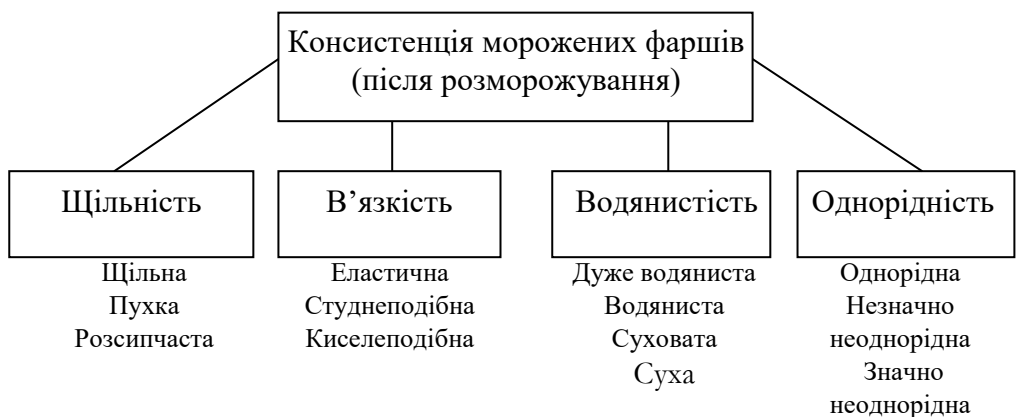 Консистенція морожених фаршів
(після розморожування)
Щільність
Щільна
Пухка
Розсипчаста
В’язкість
Еластична
Студнеподібна
Киселеподібна
Водянистість
Дуже водяниста
Водяниста
Суховата
Суха
Однорідність
Однорідна
Незначно
неоднорідна
Значно
неоднорідна